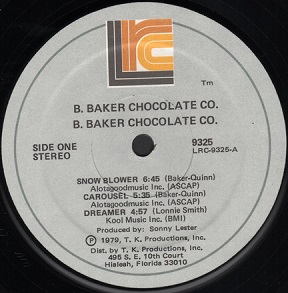 lrc
Tm
B. BAKER CHOCOLATE CO.
B. BAKER CHOCOLATE CO.
SIDE ONE
STEREO
9325
LRC-9325-A
SNOW BLOWER 6:45 (Baker-Quinn)
Alotagoodmusic Inc. (ASCAP)
CAROUSEL 5:35 (Baker-Quinn)
Alotagoodmusic Inc. (ASCAP)
DREAMER 4:57 (Lonnie Smith)
Kool Music Inc. (BMI)
Produced by: Sonny Lester
Ⓟ 1979, T. K. Productions, Inc.
Dist. by T. K. Productions, Inc.
495 S. E. 10th Court
Hialeah, Florida 33010